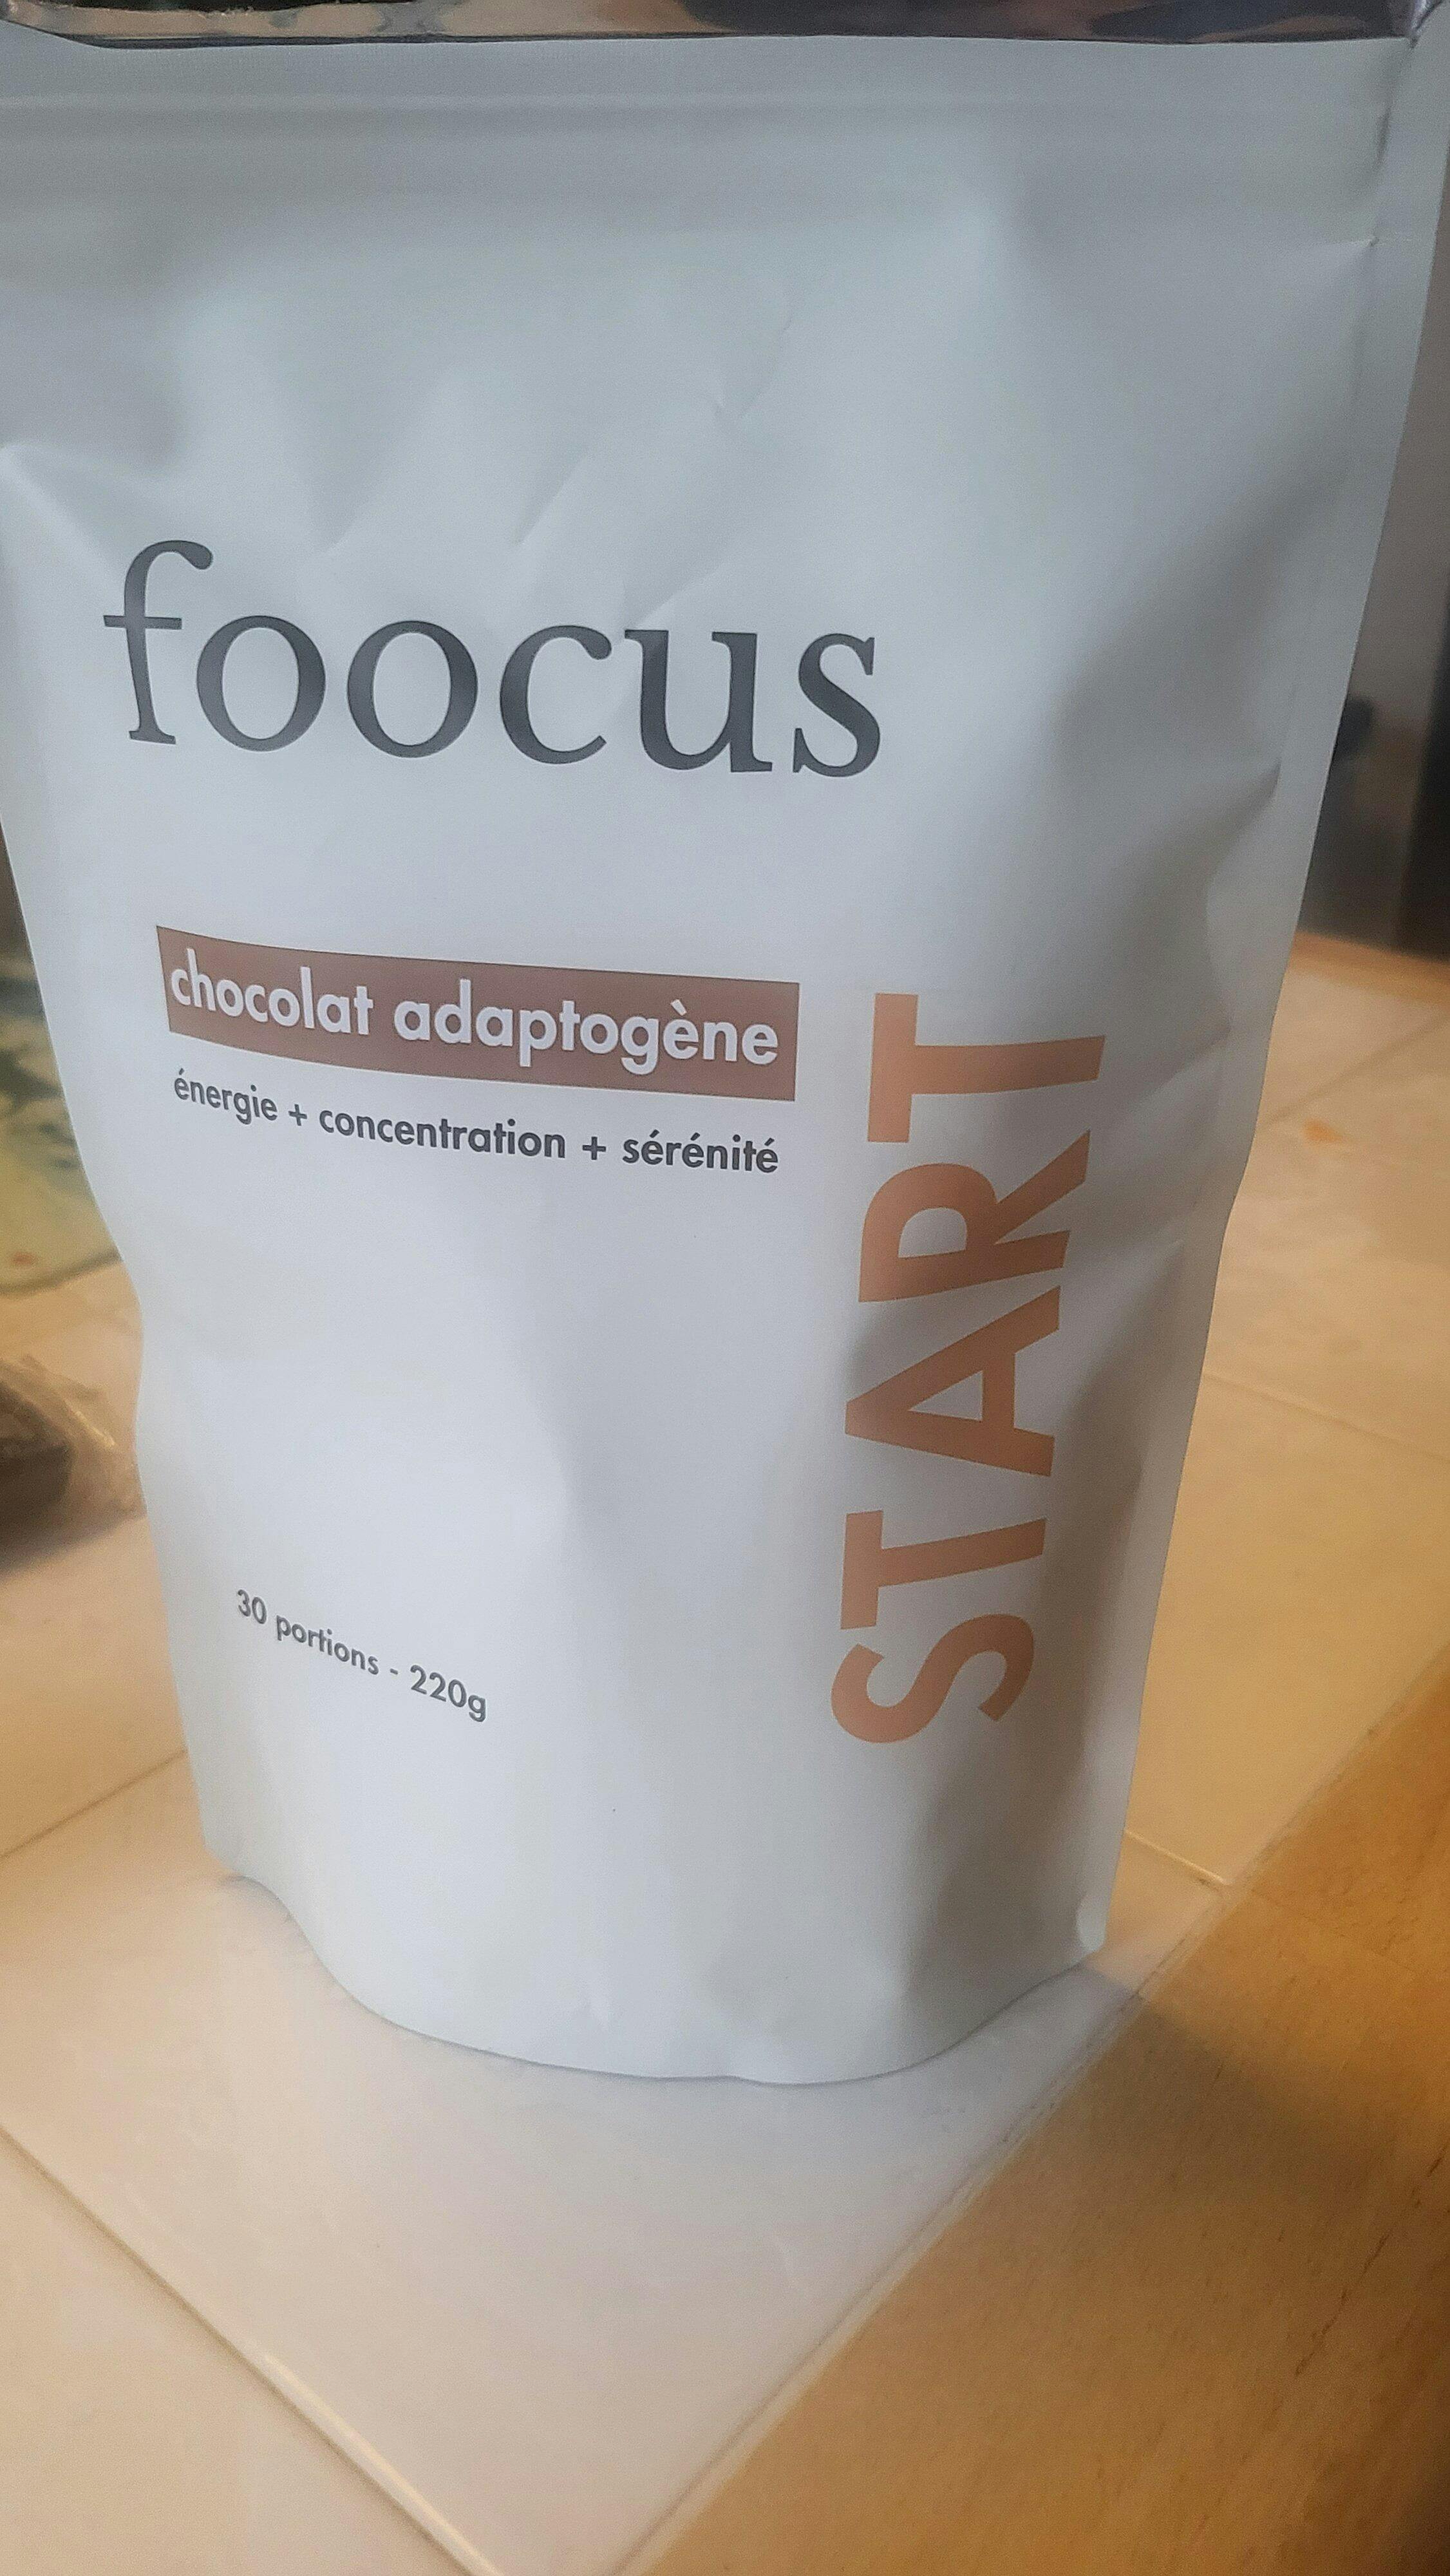 foocus
chocolat adaptogène
énergie + concentration + sérénité
START
30 portions - 220g